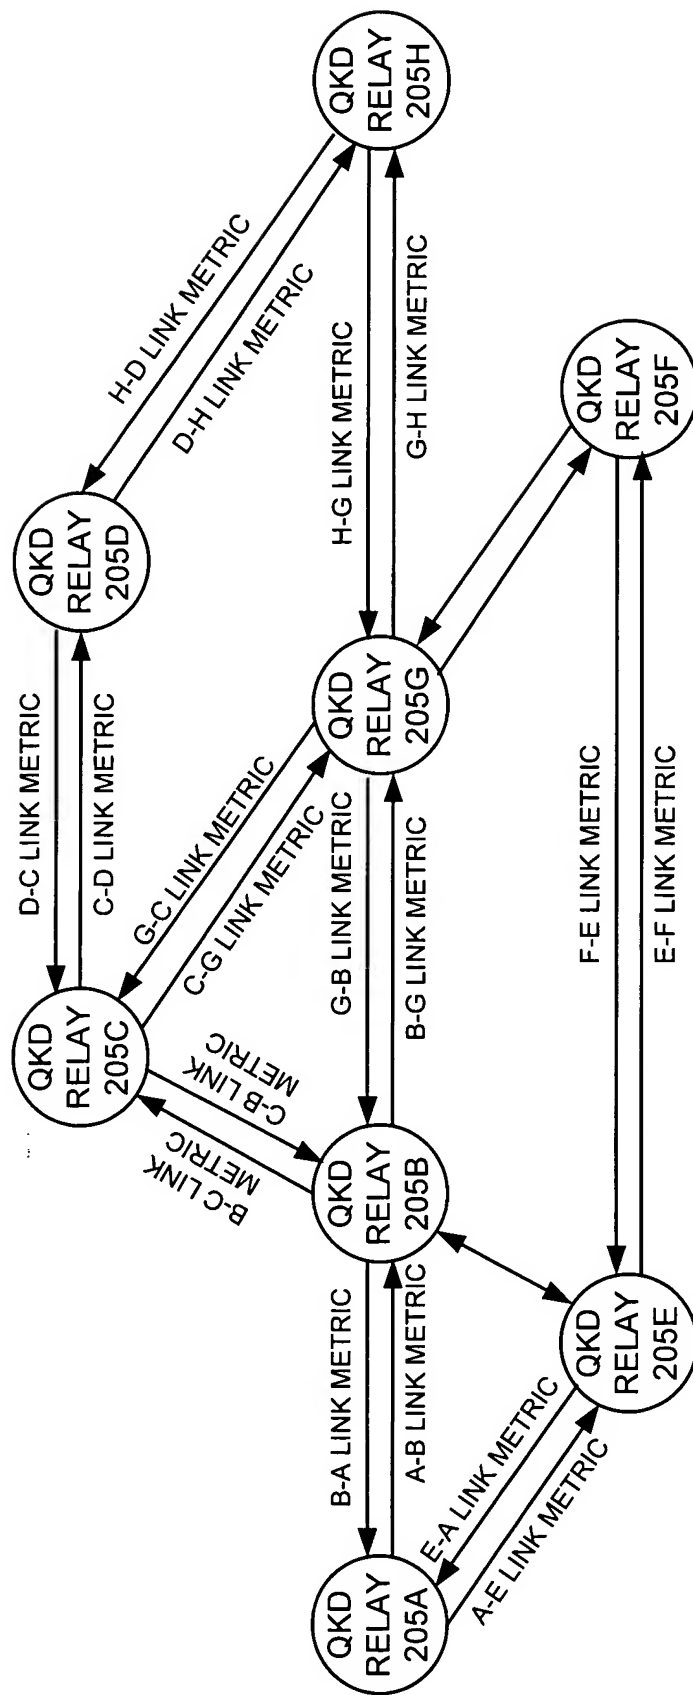 QKD
RELAY
205A
B-A LINK METRIC
A-B LINK METRIC
E-A LINK METRIC
A-E LINK METRIC
QKD
RELAY
205B
B-C LINK
METRIC
C-B LINK
METRIC
QKD
RELAY
205C
D-C LINK METRIC
C-D LINK METRIC
G-C LINK METRIC
C-G LINK METRIC
G-B LINK METRIC
B-G LINK METRIC
QKD
RELAY
205E
F-E LINK METRIC
E-F LINK METRIC
QKD
RELAY
205D
H-D LINK METRIC
D-H LINK METRIC
QKD
RELAY
205G
H-G LINK METRIC
G-H LINK METRIC
QKD
RELAY
205F
QKD
RELAY
205H